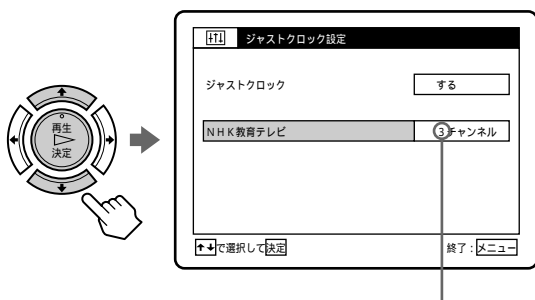 ジャストクロック設定
ジャストクロック
する
NHK教育テレビ
3チャンネル
再生
決定
で選択して決定
終了：メニュー